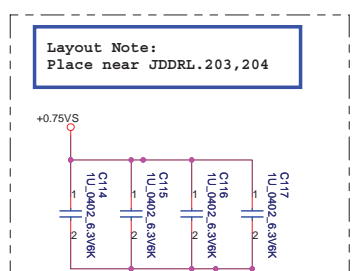 Layout Note:
Place near JDDRL.203,204
+0.75VS
1
2
C114
1U_0402_6.3V6K
1
2
C115
1U_0402_6.3V6K
1
2
C116
1U_0402_6.3V6K
1
2
C117
1U_0402_6.3V6K